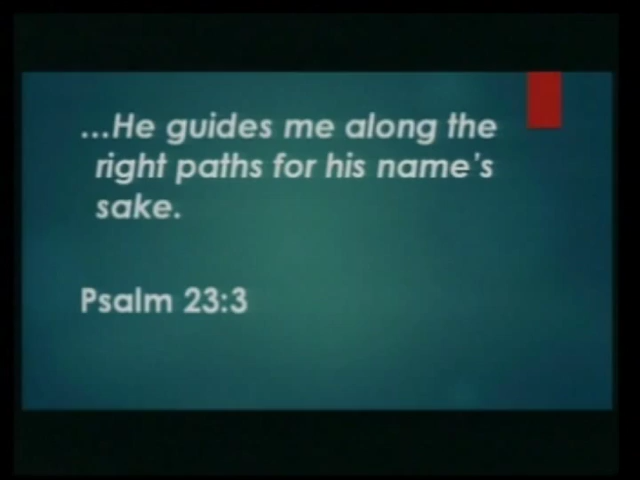 ...He guides me along the
right paths for his name's
sake.
Psalm 23:3